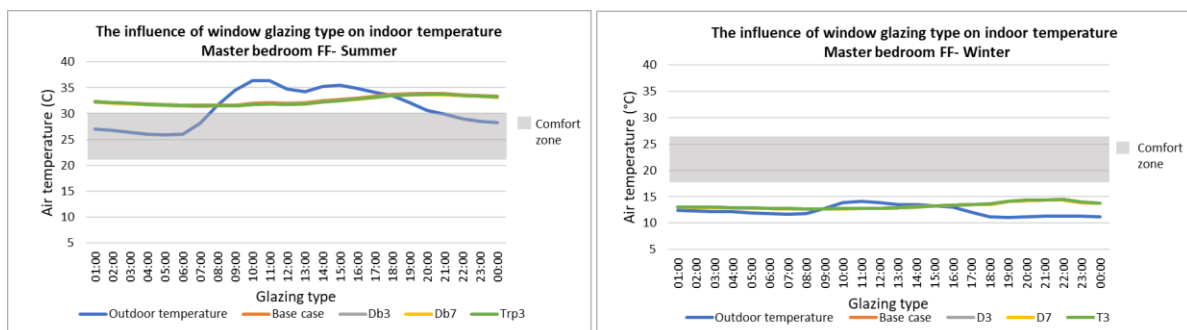 The influence of window glazing type on indoor temperature
Master bedroom FF- Summer
Air temperature (C)
40
35
30
25
20
15
10
5
01:00
02:00
03:00
04:00
05:00
06:00
07:00
08:00
09:00
10:00
11:00
12:00
13:00
14:00
15:00
16:00
17:00
18:00
19:00
20:00
21:00
22:00
23:00
00:00
Glazing type
Comfort
zone
Outdoor temperature
Base case
Db3
Db7
Trp3
The influence of window glazing type on indoor temperature
Master bedroom FF- Winter
Air temperature (°C)
40
35
30
25
20
15
10
5
01:00
02:00
03:00
04:00
05:00
06:00
07:00
08:00
09:00
10:00
11:00
12:00
13:00
14:00
15:00
16:00
17:00
18:00
19:00
20:00
21:00
22:00
23:00
00:00
Glazing type
Comfort
zone
Outdoor temperature
Base case
D3
D7
T3